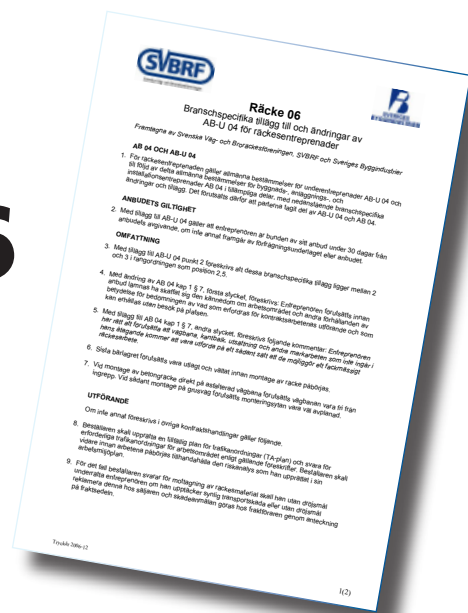 SVBRF
SVERIGES
BYGGINDUSTRIER
Räcke 06
Branschspecifika tillägg till och ändringar av
AB-U 04 för räckesentreprenader
Framtagna av Svenska Väg- och Brorackesföreningen, SVBRF och Sveriges Byggindustrier
AB 04 OCH AB-U 04
1. För räckesentreprenaden gäller allmänna bestämmelser för underentreprenader AB-U 04 och
till följd av detta allmänna bestämmelser för byggnads-, anläggnings-, och
installationsentreprenader AB 04 i tillämpliga delar, med nedanstående branschspecifika
ändringar och tillägg. Det förutsätts därför att parterna tagit del av AB-U 04 och AB 04.
ANBUDETS GILTIGHET
2. Med tillägg till AB-U 04 gäller att entreprenören är bunden av sitt anbud under 30 dagar från
anbudets avgivande, om inte annat framgår av förfrågningsunderlaget eller anbudet.
OMFATTNING
3. Med tillägg till AB-U 04 punkt 2 föreskrivs att dessa branschspecifika tillägg ligger mellan 2
och 3 i rangordningen som position 2,5.
4. Med ändring av AB 04 kap 1 § 7, första stycket, föreskrivs: Entreprenören förutsätts innan
anbud lämnas ha skaffat sig den kännedom om arbetsområdet och andra förhållanden av
betydelse för bedömningen av vad som erfordras för kontraktsarbetenas utförande och som
kan erhållas utan besök på platsen.
5. Med tillägg till AB 04 kap 1 § 7, andra stycket, föreskrivs följande kommentar: Entreprenören
har rätt att förutsätta att vägbana, kantbalk, utsättning och andra markarbeten som inte ingår i
hans åtagande kommer att vara utförda på ett sådant sätt att de möjliggör ett fackmässigt
räckesarbete.
6. Sista bärlagret förutsätts vara utlagt och vältat innan montage av räcke påbörjas.
7. Vid montage av betongräcke direkt på asfalterad vägbana förutsätts vägbanan vara fri från
ingrepp. Vid sådant montage på grusväg förutsätts monteringsytan vara väl avplanad.
UTFÖRANDE
Om inte annat föreskrivs i övriga kontraktshandlingar gäller följande.
8. Beställaren skall upprätta en tillfällig plan för trafikanordningar (TA-plan) och svara för
erforderliga trafikanordningar för arbetsområdet enligt gällande föreskrifter. Beställaren skall
vidare innan arbetena påbörjas tillhandahålla den riskanalys som han upprättat i sin
arbetsmiljöplan.
9. För det fall beställaren svarar för mottagning av räckesmaterial skall han utan dröjsmål
underrätta entreprenören om han upptäcker synlig transportskada eller utan dröjsmål
reklamera denna hos säljaren och skadeanmälan göras hos fraktföraren genom anteckning
på fraktsedeln.
Tryckår 2006-12
1(2)